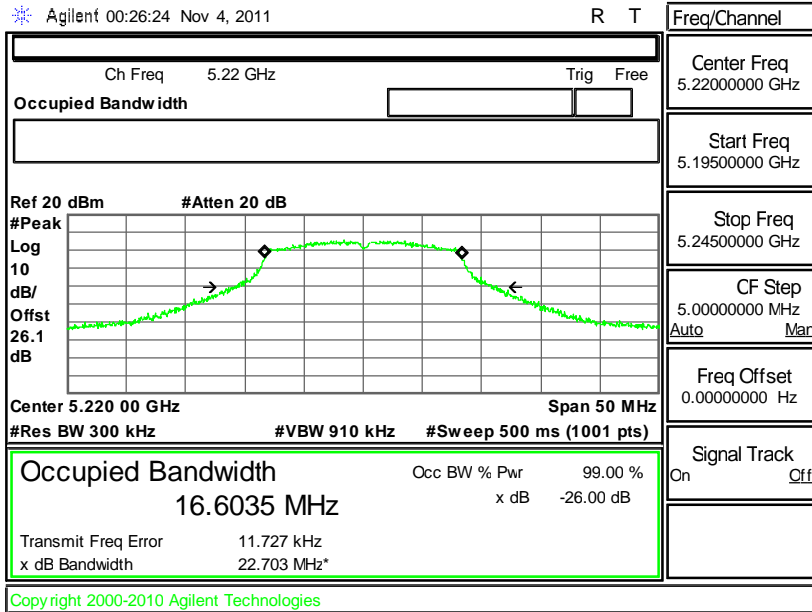 Agilent 00:26:24 Nov 4, 2011 R T
Freq/Channel
Ch Freq 5.22 GHz Trig Free
Occupied Bandwidth
Center Freq
5.22000000 GHz
Start Freq
5.19500000 GHz
Stop Freq
5.24500000 GHz
CF Step
5.00000000 MHz
Auto Man
Freq Offset
0.00000000 Hz
Signal Track
On Off
Ref 20 dBm #Atten 20 dB
#Peak
Log
10
dB/
Offst
26.1
dB
Center 5.220 00 GHz Span 50 MHz
#Res BW 300 kHz #VBW 910 kHz #Sweep 500 ms (1001 pts)
Occupied Bandwidth
16.6035 MHz
Occ BW % Pwr 99.00 %
x dB -26.00 dB
Transmit Freq Error 11.727 kHz
x dB Bandwidth 22.703 MHz*
Copyright 2000-2010 Agilent Technologies